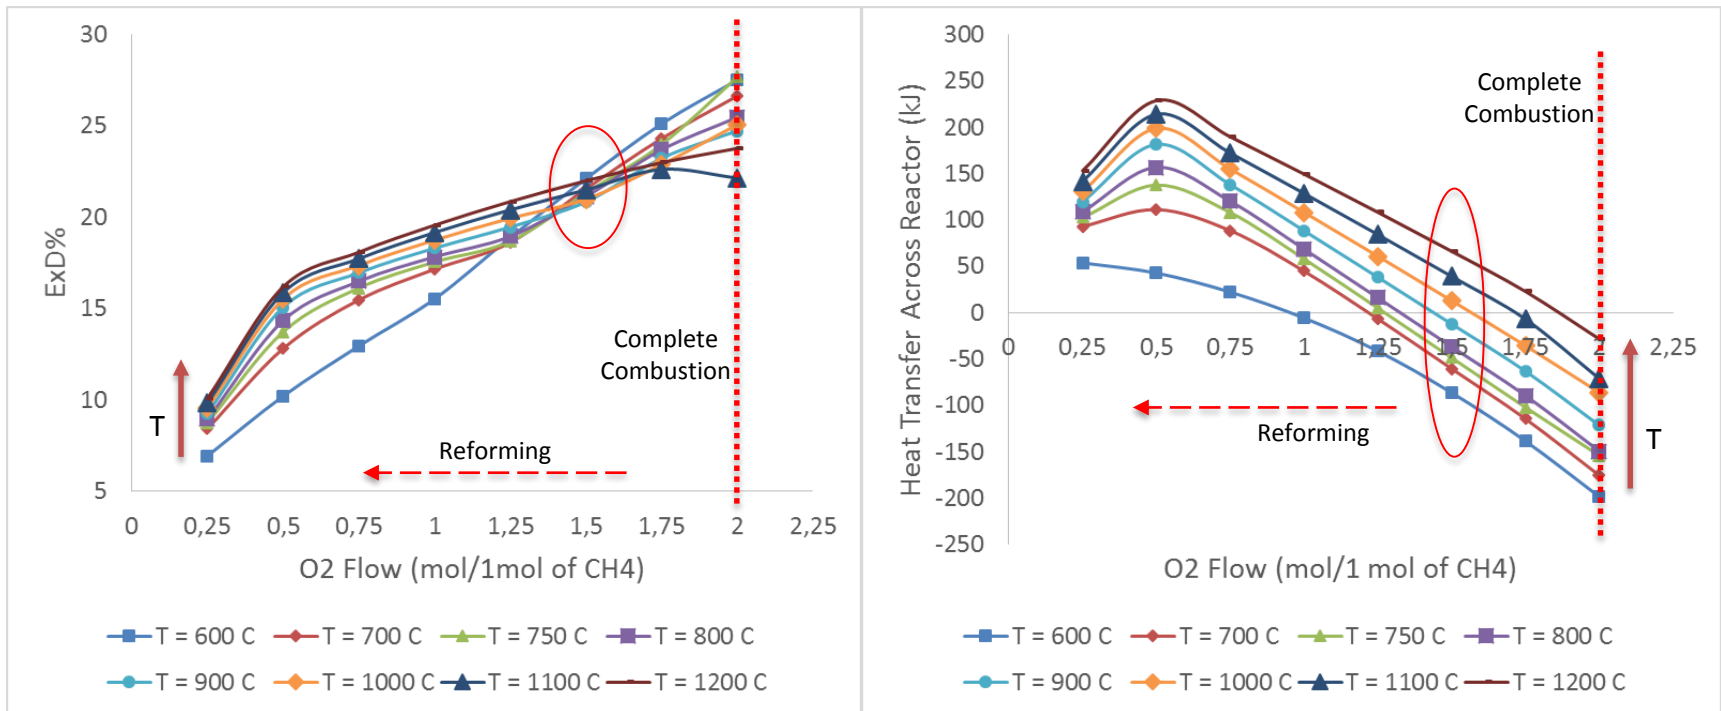 30
25
20
15
10
5
ExD%
Complete
Combustion
T
Reforming
0 0,25 0,5 0,75 1 1,25 1,5 1,75 2 2,25
O2 Flow (mol/1mol of CH4)
T = 600 C T = 700 C T = 750 C T = 800 C
T = 900 C T = 1000 C T = 1100 C T = 1200 C
300
250
200
150
100
50
0
-50
-100
-150
-200
-250
Heat Transfer Across Reactor (kJ)
Complete
Combustion
0 0,25 0,5 0,75 1 1,25 1,5 1,75 2 2,25
Reforming
T
O2 Flow (mol/1 mol of CH4)
T = 600 C T = 700 C T = 750 C T = 800 C
T = 900 C T = 1000 C T = 1100 C T = 1200 C